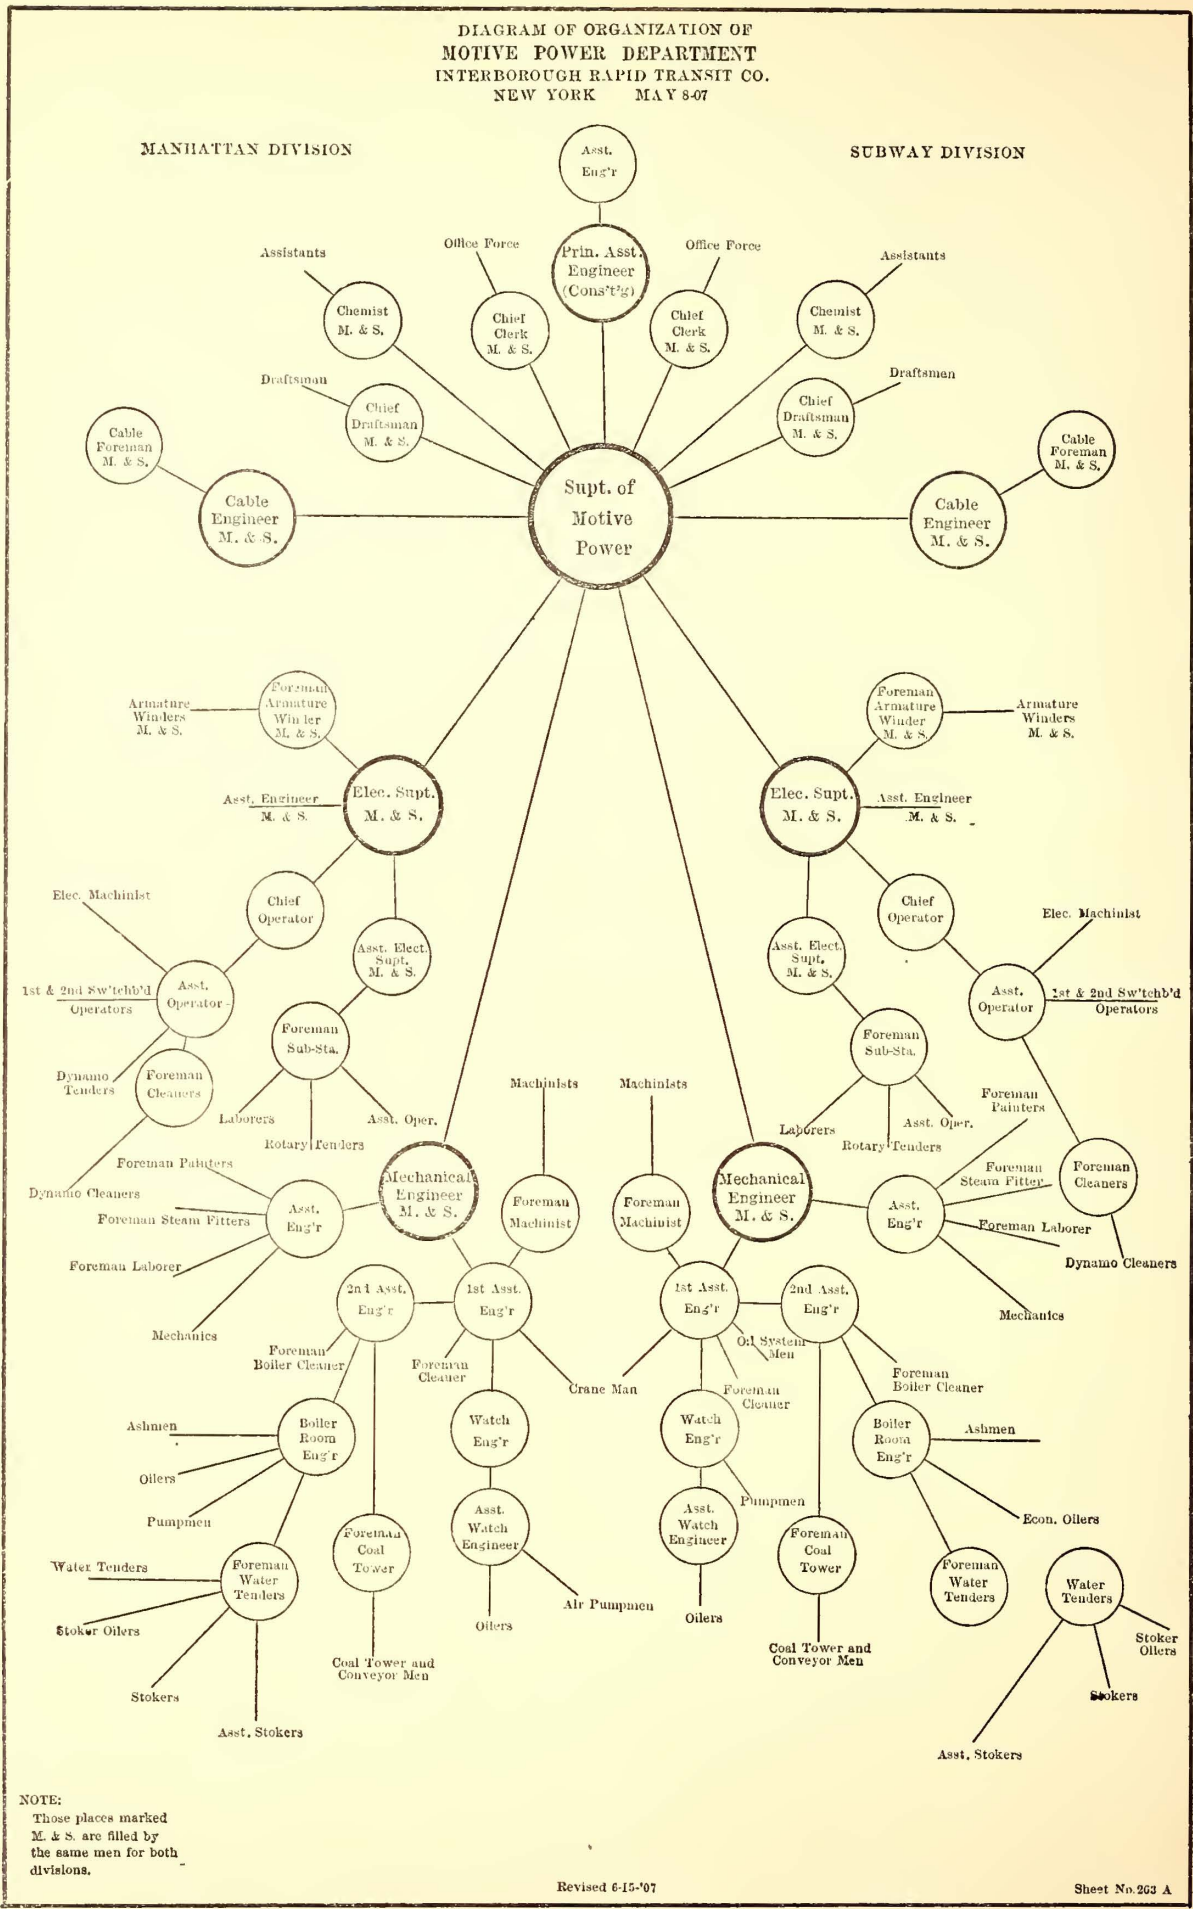 DIAGRAM OF ORGANIZATION OF
MOTIVE POWER DEPARTMENT
INTERBOROUGH RAPID TRANSIT CO.
NEW YORK MAY 8-07
MANHATTAN DIVISION
SUBWAY DIVISION
Asst.
Eng'r
Prin. Asst.
Engineer
(Cons't'g)
Assistants
Office Force
Office Force
Assistants
Chemist
M. & S.
Chief
Clerk
M. & S.
Chief
Clerk
M. & S.
Chemist
M. & S.
Draftsman
Chief
Draftsman
M. & S.
Chief
Draftsman
M. & S.
Draftsmen
Cable
Foreman
M. & S.
Cable
Engineer
M. & S.
Supt. of
Motive
Power
Cable
Engineer
M. & S.
Cable
Foreman
M. & S.
Armature
Winders
M. & S.
Foreman
Armature
Winder
M. & S.
Foreman
Armature
Winder
M. & S.
Armature
Winders
M. & S.
Asst. Engineer
M. & S.
Elec. Supt.
M. & S.
Elec. Supt.
M. & S.
Asst. Engineer
M. & S.
Elec. Machinist
Chief
Operator
Asst. Elect.
Supt.
M. & S.
Asst. Elect.
Supt.
M. & S.
Chief
Operator
Elec. Machinist
1st & 2nd Sw'tchb'd
Operators
Asst.
Operator
Asst.
Operator
1st & 2nd Sw'tchb'd
Operators
Dynamo
Tenders
Foreman
Cleaners
Foreman
Sub-Sta.
Foreman
Sub-Sta.
Laborers
Rotary Tenders
Asst. Oper.
Machinists
Machinists
Laborers
Rotary Tenders
Asst. Oper.
Foreman
Painters
Foreman Painters
Dynamo Cleaners
Foreman Steam Fitters
Foreman Laborer
Mechanics
Asst.
Eng'r
Mechanical
Engineer
M. & S.
Foreman
Machinist
Foreman
Machinist
Mechanical
Engineer
M. & S.
Asst.
Eng'r
Foreman
Steam Fitter
Foreman
Cleaners
Foreman Laborer
Dynamo Cleaners
Mechanics
2nd Asst.
Eng'r
1st Asst.
Eng'r
1st Asst.
Eng'r
2nd Asst.
Eng'r
Oil System
Men
Foreman
Boiler Cleaner
Foreman
Cleaner
Crane Man
Foreman
Cleaner
Foreman
Boiler Cleaner
Ashmen
Oilers
Pumpmen
Boiler
Room
Eng'r
Watch
Eng'r
Watch
Eng'r
Boiler
Room
Eng'r
Ashmen
Pumpmen
Econ. Oilers
Water Tenders
Stoker Oilers
Stokers
Asst. Stokers
Foreman
Water
Tenders
Foreman
Coal
Tower
Asst.
Watch
Engineer
Asst.
Watch
Engineer
Foreman
Coal
Tower
Foreman
Water
Tenders
Water
Tenders
Coal Tower and
Conveyor Men
Oilers
Air Pumpmen
Oilers
Coal Tower and
Conveyor Men
Stoker
Oilers
Stokers
Asst. Stokers
NOTE:
Those places marked
M. & S. are filled by
the same men for both
divisions.
Revised 6-15-'07
Sheet No. 263 A